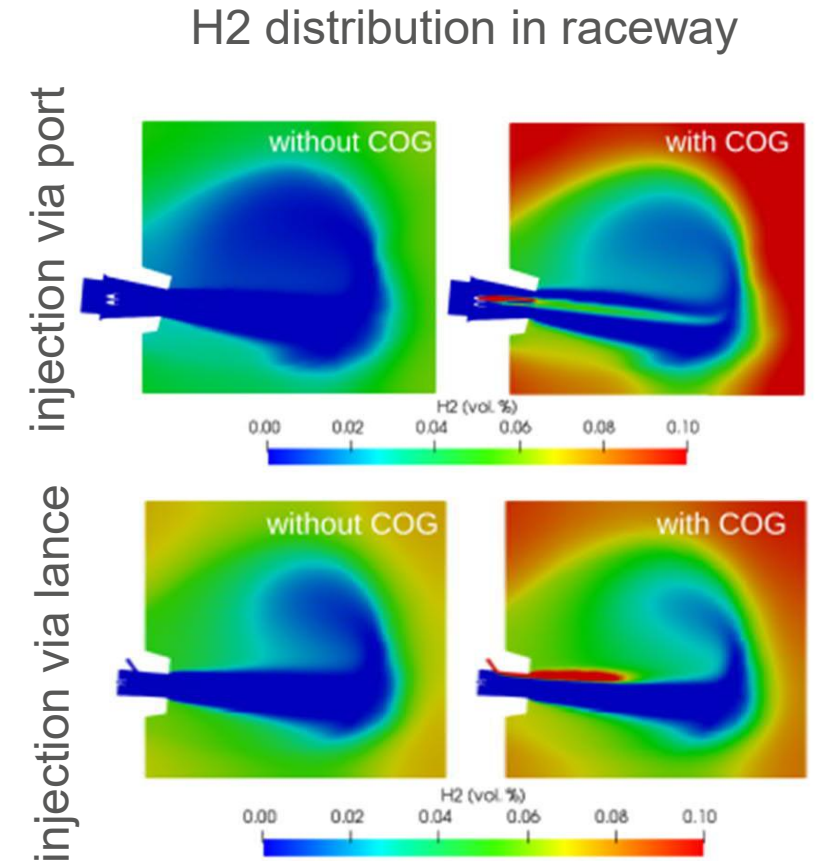 H2 distribution in raceway
injection via port
without COG
with COG
H2 (vol. %)
0.00 0.02 0.04 0.06 0.08 0.10
injection via lance
without COG
with COG
H2 (vol. %)
0.00 0.02 0.04 0.06 0.08 0.10